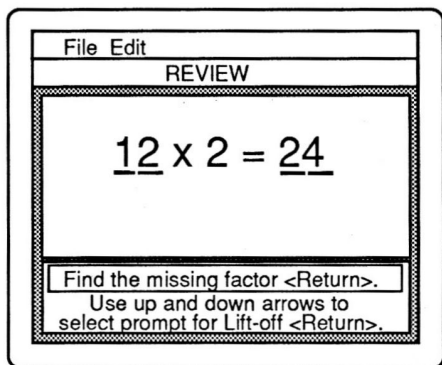 File Edit
REVIEW
12 x 2 = 24
Find the missing factor <Return>.
Use up and down arrows to
select prompt for Lift-off <Return>.